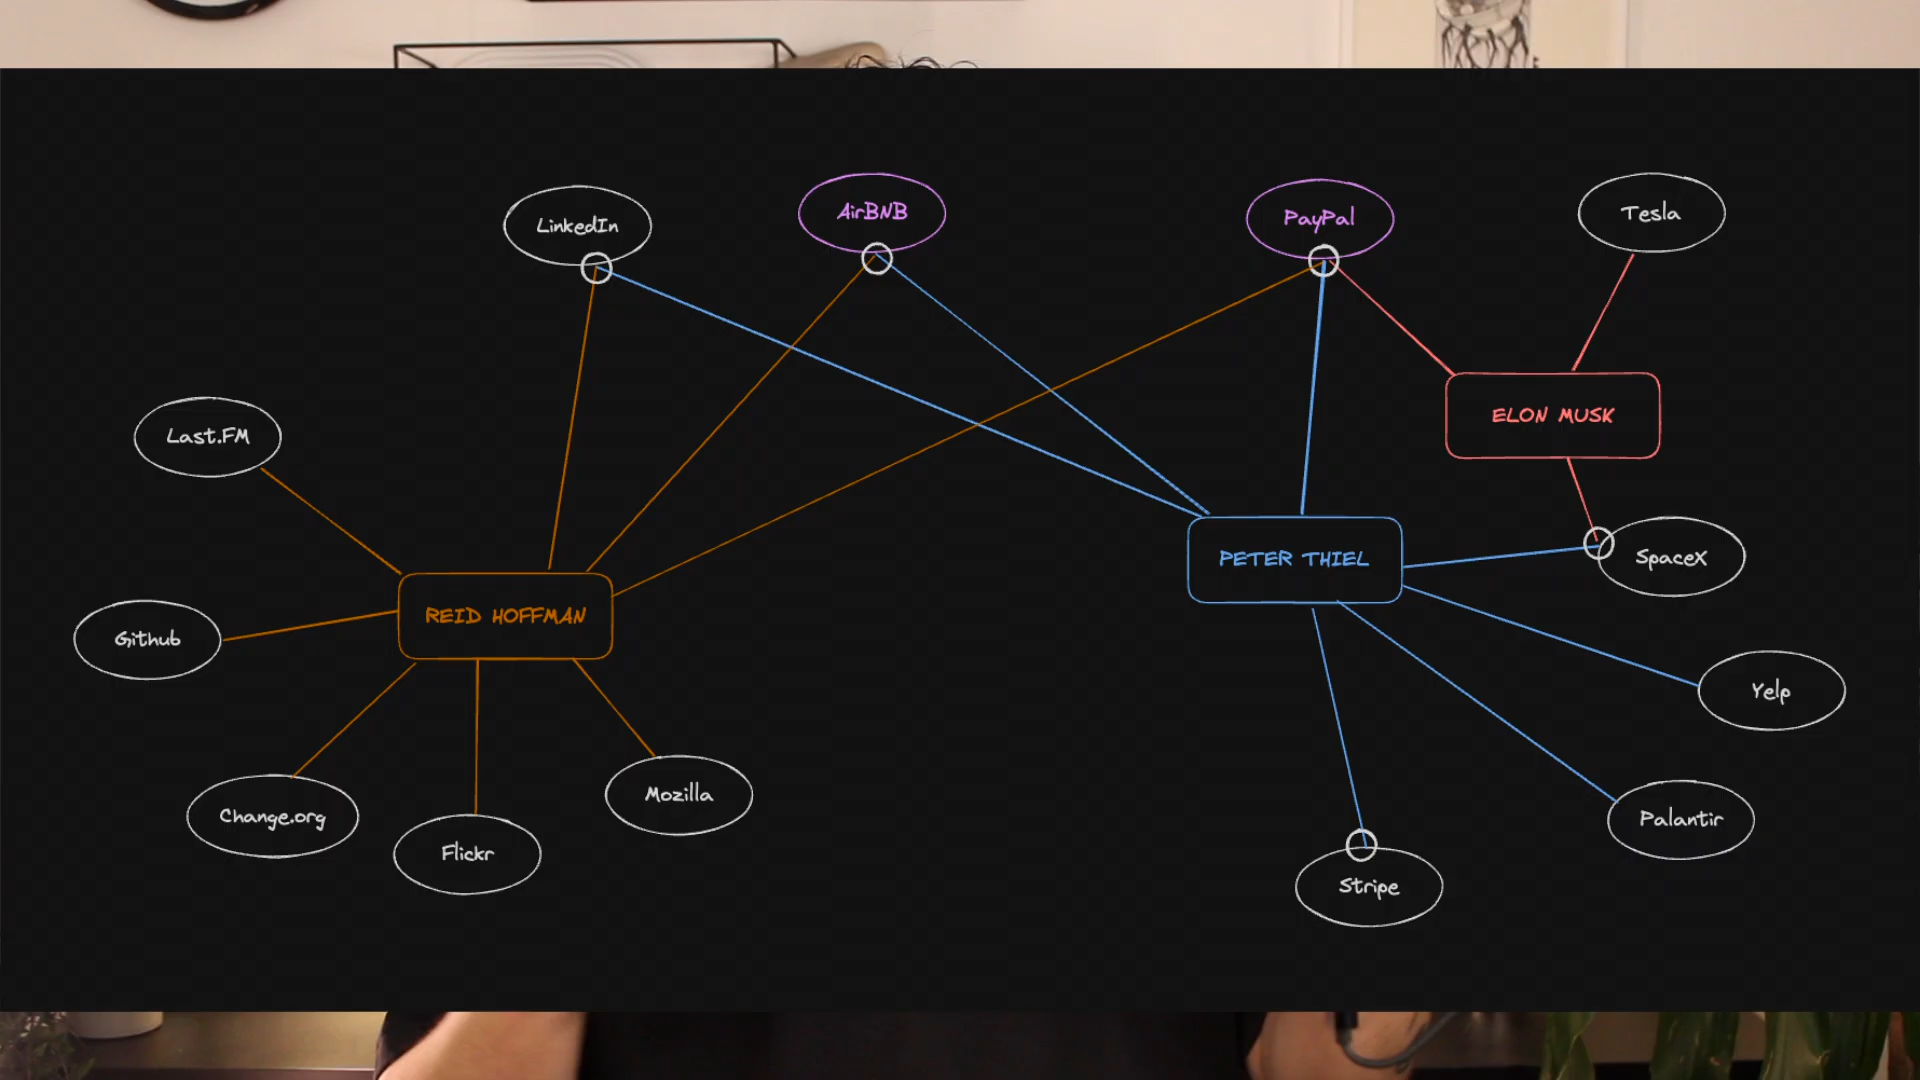 LinkedIn
AirBNB
PayPal
Tesla
Last.FM
ELON MUSK
PETER THIEL
SpaceX
REID HOFFMAN
Github
Yelp
Mozilla
Change.org
Flickr
Palantir
Stripe